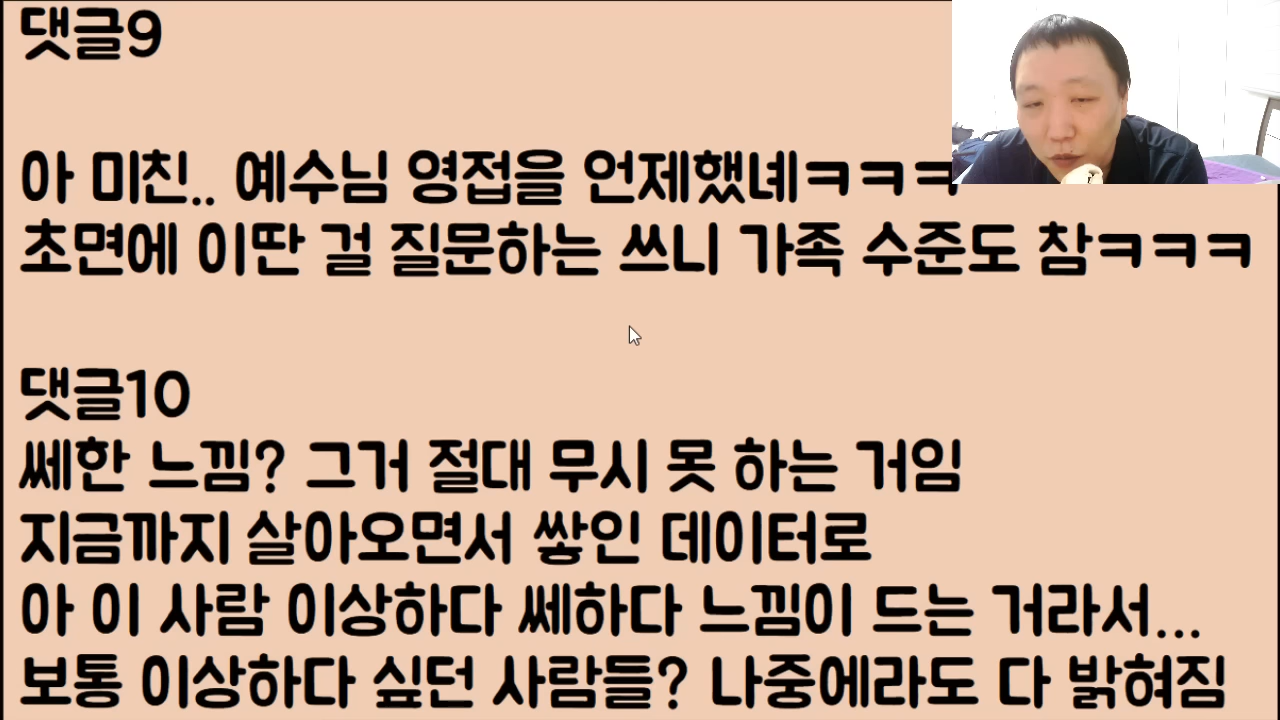 댓글9
아 미친.. 예수님 영접을 언제했녜ㅋㅋㅋ
초면에 이딴 걸 질문하는 쓰니 가족 수준도 참ㅋㅋㅋ
댓글10
쎄한 느낌? 그거 절대 무시 못 하는 거임
지금까지 살아오면서 쌓인 데이터로
아 이 사람 이상하다 쎄하다 느낌이 드는 거라서...
보통 이상하다 싶던 사람들? 나중에라도 다 밝혀짐